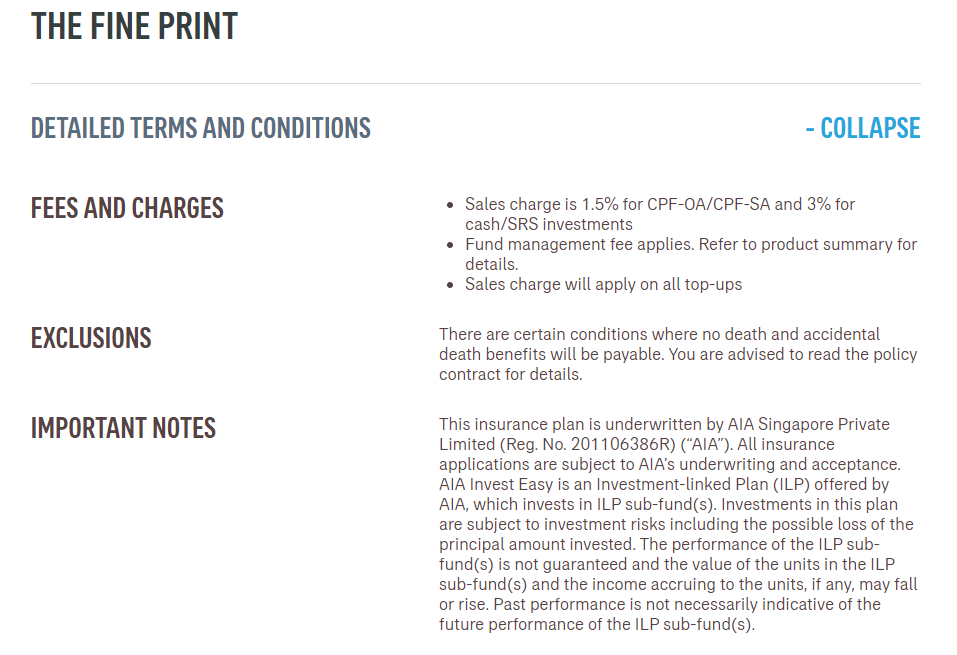 THE FINE PRINT
DETAILED TERMS AND CONDITIONS
- COLLAPSE
FEES AND CHARGES
• Sales charge is 1.5% for CPF-OA/CPF-SA and 3% for
cash/SRS investments
• Fund management fee applies. Refer to product summary for
details.
• Sales charge will apply on all top-ups
EXCLUSIONS
There are certain conditions where no death and accidental
death benefits will be payable. You are advised to read the policy
contract for details.
IMPORTANT NOTES
This insurance plan is underwritten by AIA Singapore Private
Limited (Reg. No. 201106386R) (“AIA”). All insurance
applications are subject to AIA’s underwriting and acceptance.
AIA Invest Easy is an Investment-linked Plan (ILP) offered by
AIA, which invests in ILP sub-fund(s). Investments in this plan
are subject to investment risks including the possible loss of the
principal amount invested. The performance of the ILP sub-
fund(s) is not guaranteed and the value of the units in the ILP
sub-fund(s) and the income accruing to the units, if any, may fall
or rise. Past performance is not necessarily indicative of the
future performance of the ILP sub-fund(s).